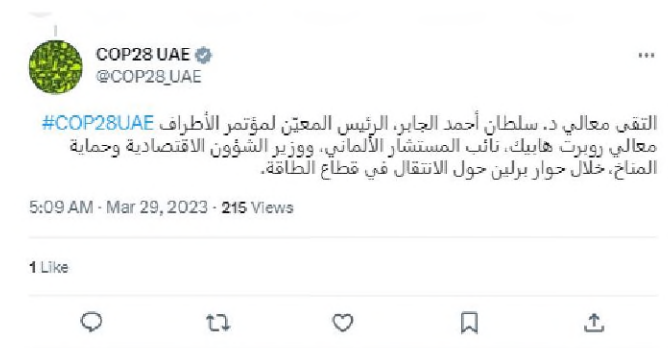 COP28 UAE
@COP28_UAE
التقى معالي د. سلطان أحمد الجابر، الرئيس المعيّن لمؤتمر الأطراف #COP28UAE
معالي روبرت هابيك، نائب المستشار الألماني، ووزير الشؤون الاقتصادية وحماية
المناخ، خلال حوار برلين حول الانتقال في قطاع الطاقة.
5:09 AM · Mar 29, 2023 · 215 Views
1 Like